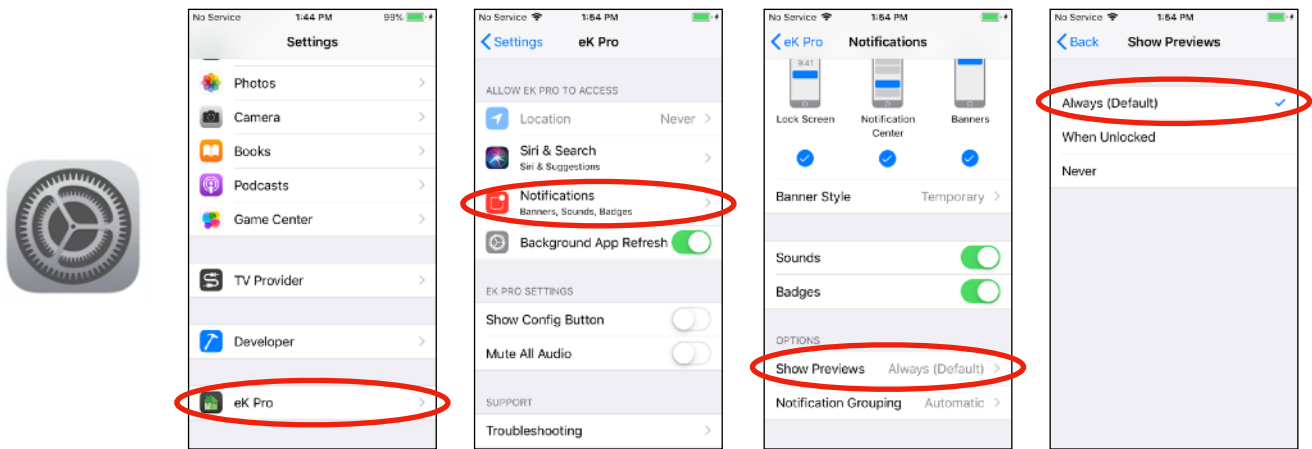 No Service 1:44 PM 99%
Settings
Photos
Camera
Books
Podcasts
Game Center
TV Provider
Developer
eK Pro
No Service 1:54 PM
Settings eK Pro
ALLOW EK PRO TO ACCESS
Location Never
Siri & Search
Siri & Suggestions
Notifications
Banners, Sounds, Badges
Background App Refresh
EK PRO SETTINGS
Show Config Button
Mute All Audio
SUPPORT
Troubleshooting
No Service 1:54 PM
eK Pro Notifications
9:41
Lock Screen Notification Banners
Center
Banner Style Temporary
Sounds
Badges
OPTIONS
Show Previews Always (Default)
Notification Grouping Automatic
No Service 1:54 PM
Back Show Previews
Always (Default)
When Unlocked
Never